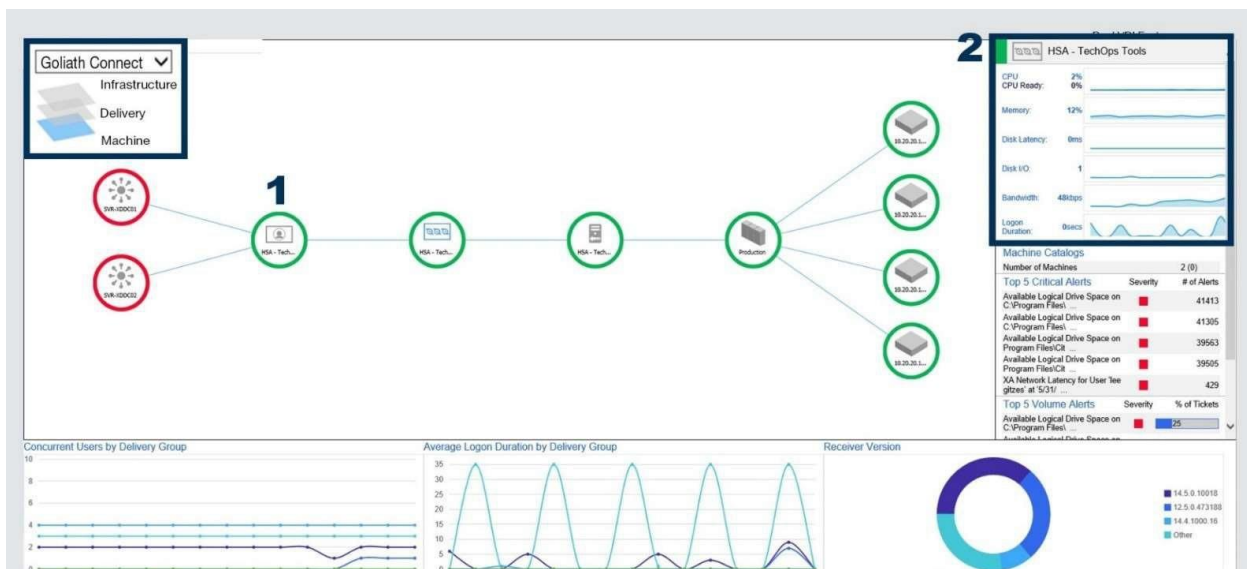 Goliath Connect
Infrastructure
Delivery
Machine
1
2
SVR-XDDC01
SVR-XDDC02
HSA - Tech...
HSA - Tech...
HSA - Tech...
Production
10.20.20.1...
10.20.20.1...
10.20.20.1...
10.20.20.1...
HSA - TechOps Tools
CPU 2%
CPU Ready: 0%
Memory: 12%
Disk Latency: 0ms
Disk I/O: 1
Bandwidth: 48kbps
Logon
Duration: 0secs
Machine Catalogs
Number of Machines 2 (0)
Top 5 Critical Alerts Severity # of Alerts
Available Logical Drive Space on
C:\Program Files\ ... 41413
Available Logical Drive Space on
C:\Program Files\ ... 41305
Available Logical Drive Space on
Program Files\Cit ... 39563
Available Logical Drive Space on
Program Files\Cit ... 39505
XA Network Latency for User 'lee
gitzes' at '5/31/ ... 429
Top 5 Volume Alerts Severity % of Tickets
Available Logical Drive Space on
C:\Program Files\ ... 25
Concurrent Users by Delivery Group
10
8
6
4
2
0
Average Logon Duration by Delivery Group
35
30
25
20
15
10
5
0
Receiver Version
14.5.0.10018
12.5.0.473188
14.4.1000.16
Other